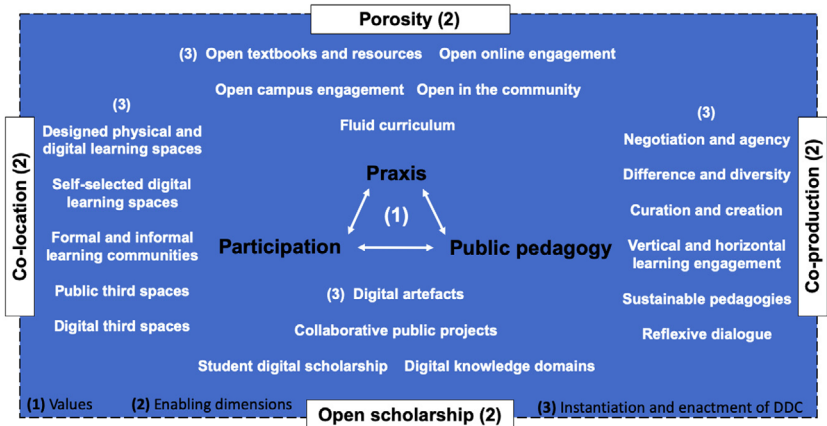 Porosity (2)
(3) Open textbooks and resources Open online engagement
Open campus engagement Open in the community
Fluid curriculum
Co-location (2)
(3)
Designed physical and
digital learning spaces
Self-selected digital
learning spaces
Formal and informal
learning communities
Public third spaces
Digital third spaces
Praxis
(1)
Participation
Public pedagogy
(3) Digital artefacts
Collaborative public projects
Student digital scholarship Digital knowledge domains
(3)
Negotiation and agency
Difference and diversity
Curation and creation
Vertical and horizontal
learning engagement
Sustainable pedagogies
Reflexive dialogue
Co-production (2)
(1) Values (2) Enabling dimensions
Open scholarship (2)
(3) Instantiation and enactment of DDC